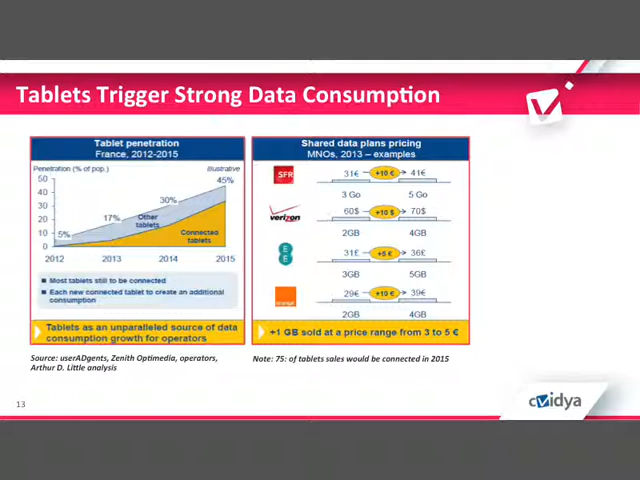 Tablets Trigger Strong Data Consumption
Tablet penetration
France, 2012-2015
Penetration (% of pop.)
Illustrative
50
40
30
20
10
0
5%
17%
30%
45%
Other
tablets
Connected
tablets
2012 2013 2014 2015
Most tablets still to be connected
Each new connected tablet to create an additional
consumption
Tablets as an unparalleled source of data
consumption growth for operators
Source: userADgents, Zenith Optimedia, operators,
Arthur D. Little analysis
Shared data plans pricing
MNOs, 2013 – examples
SFR
31€ +10 € 41€
3 Go 5 Go
verizon
60$ +10 $ 70$
2GB 4GB
EE
31£ +5 € 36£
3GB 5GB
orange
29€ +10 € 39€
2GB 4GB
+1 GB sold at a price range from 3 to 5 €
Note: 75: of tablets sales would be connected in 2015
13
cvidya